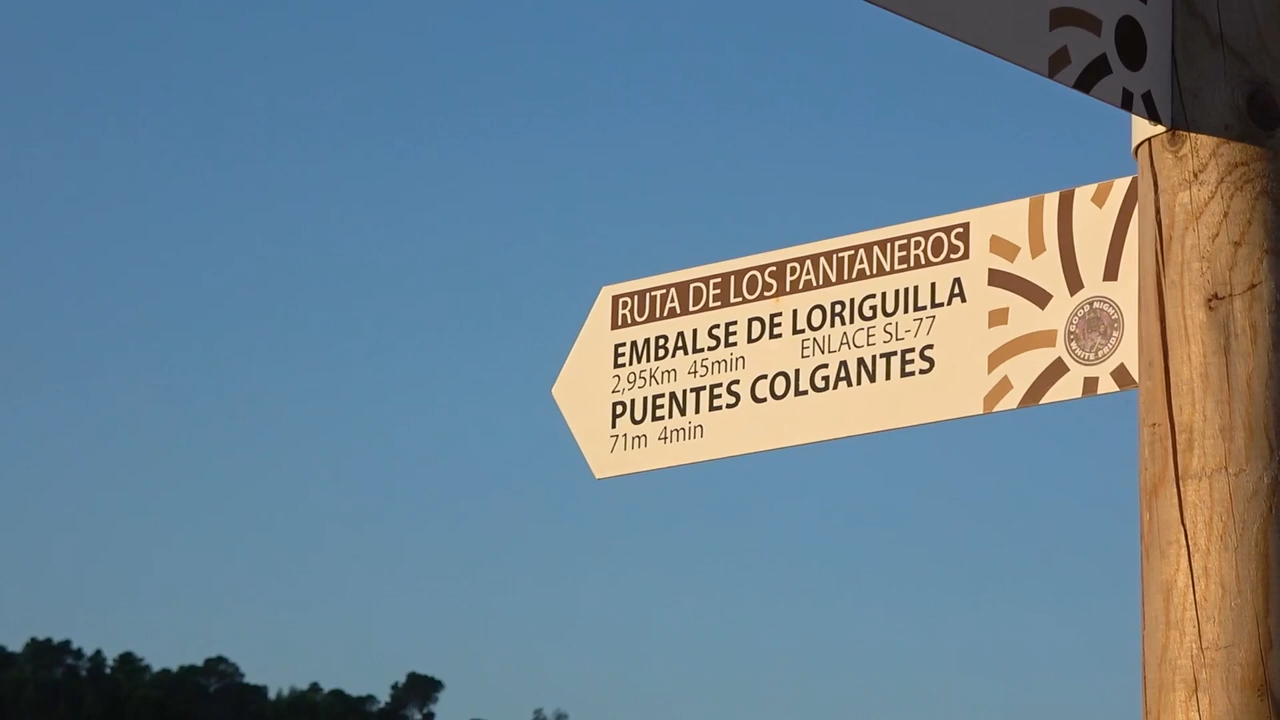 RUTA DE LOS PANTANEROS
EMBALSE DE LORIGUILLA
2,95Km 45min ENLACE SL-77
PUENTES COLGANTES
71m 4min
GOOD NIGHT
WHITE PRIDE